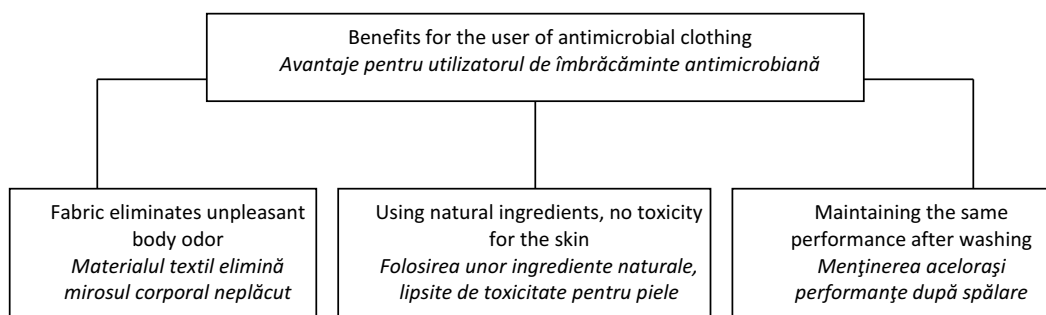 Benefits for the user of antimicrobial clothing
Avantaje pentru utilizatorul de îmbrăcăminte antimicrobiană
Fabric eliminates unpleasant
body odor
Materialul textil elimină
mirosul corporal neplăcut
Using natural ingredients, no toxicity
for the skin
Folosirea unor ingrediente naturale,
lipsite de toxicitate pentru piele
Maintaining the same
performance after washing
Menţinerea aceloraşi
performanţe după spălare